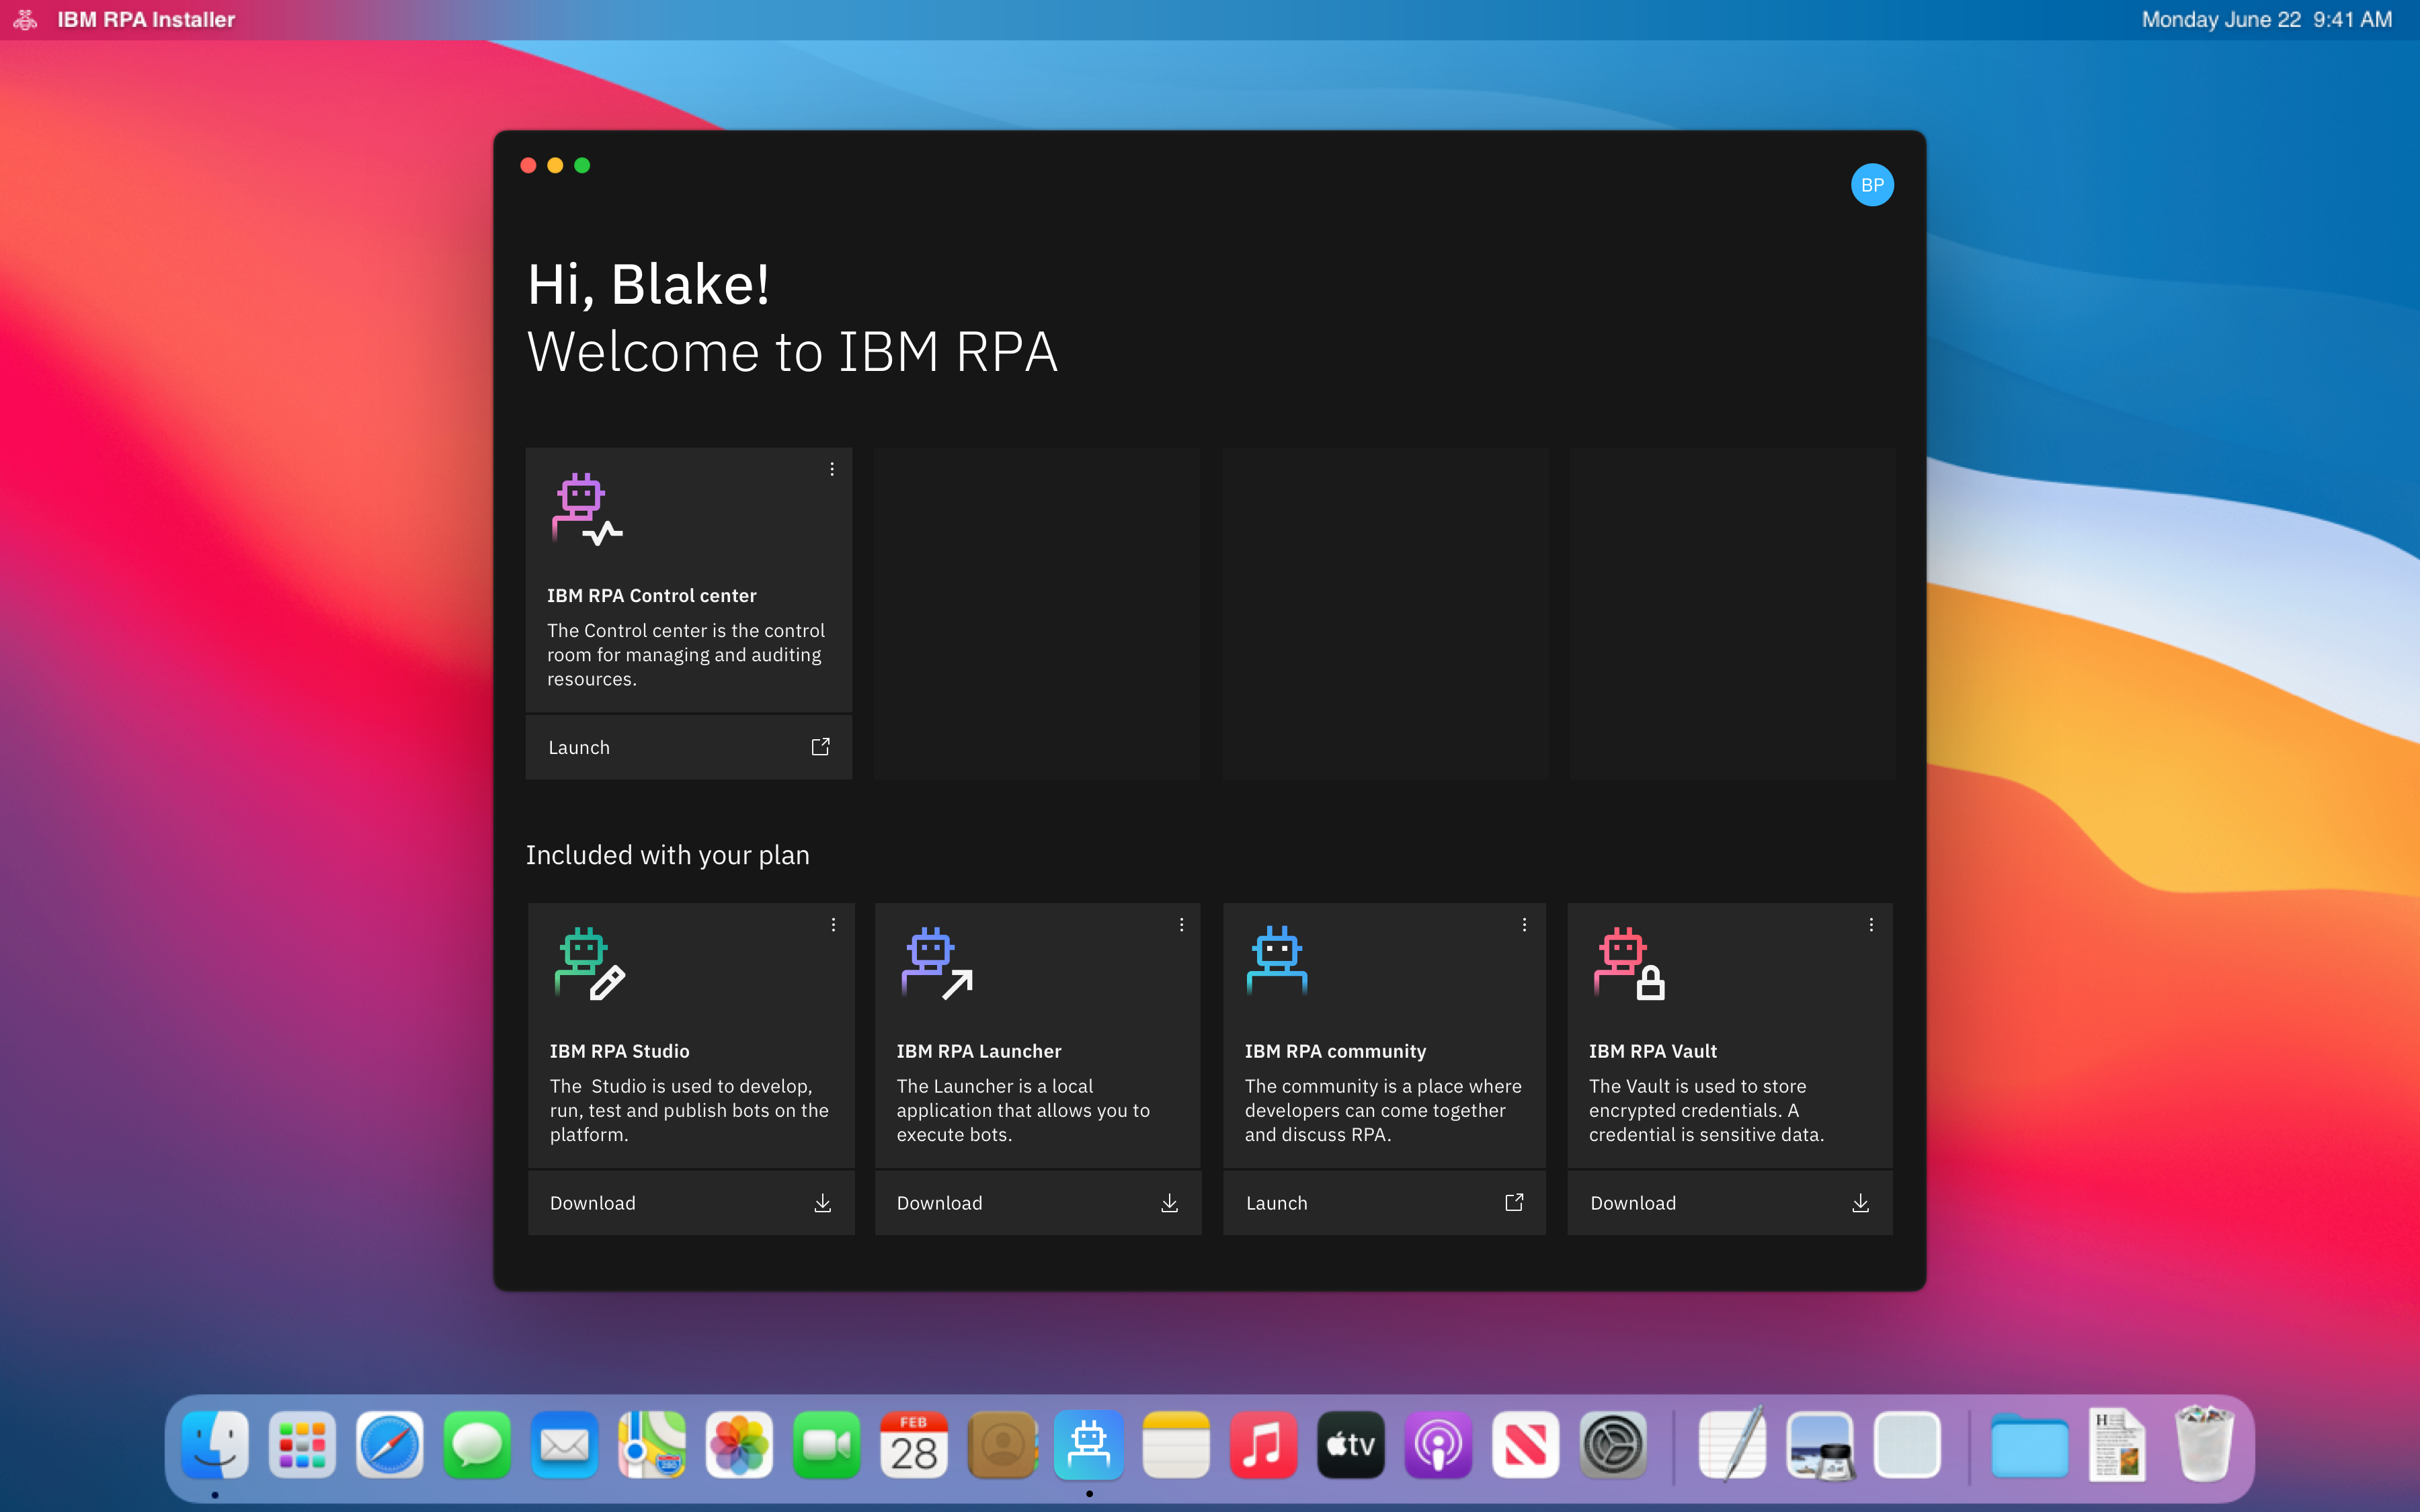 IBM RPA Installer
Monday June 22 9:41 AM
BP
Hi, Blake!
Welcome to IBM RPA
IBM RPA Control center
The Control center is the control
room for managing and auditing
resources.
Launch
Included with your plan
IBM RPA Studio
The  Studio is used to develop,
run, test and publish bots on the
platform.
Download
IBM RPA Launcher
The Launcher is a local
application that allows you to
execute bots.
Download
IBM RPA community
The community is a place where
developers can come together
and discuss RPA.
Launch
IBM RPA Vault
The Vault is used to store
encrypted credentials. A
credential is sensitive data.
Download
280
FEB
28
tv